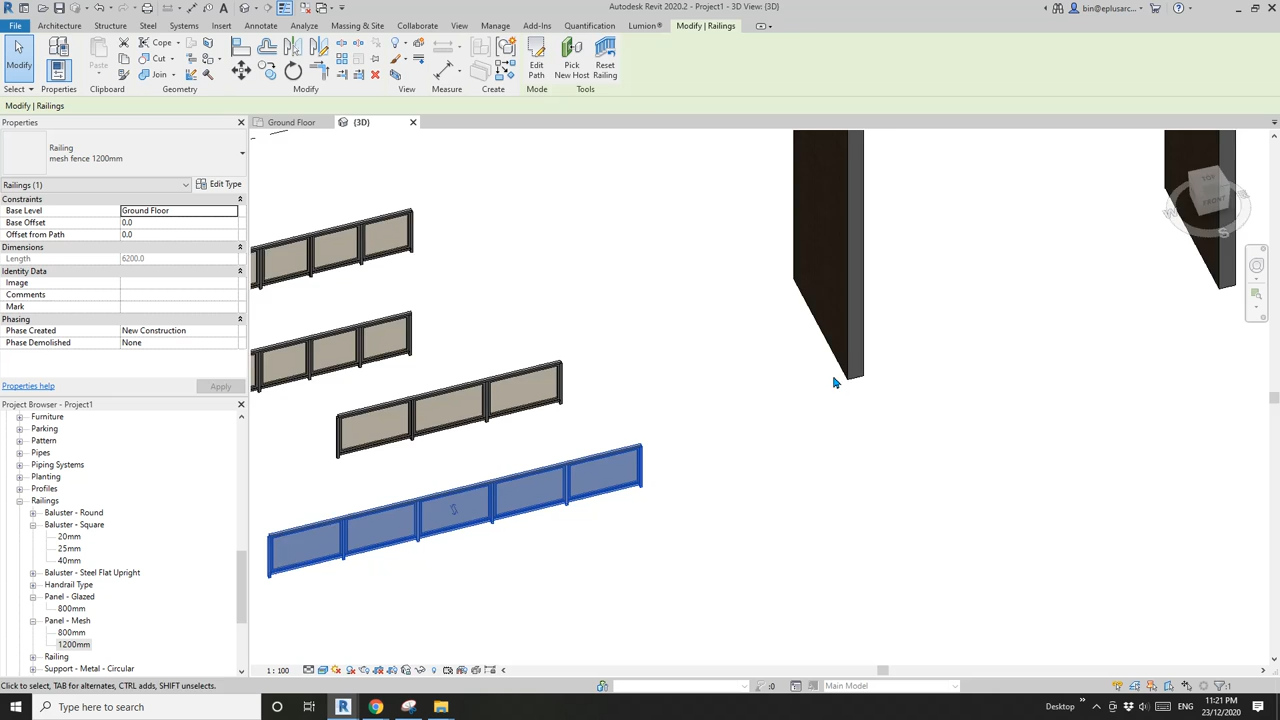 Autodesk Revit 2020.2 - Project1 - 3D View: {3D}
bin@eplusarc...
File Architecture Structure Steel Systems Insert Annotate Analyze Massing & Site Collaborate View Manage Add-Ins Quantification Lumion® Modify | Railings
Cope
Cut
Join
Modify Paste Edit Path Pick New Host Reset Railing
Select Properties Clipboard Geometry Modify View Measure Create Mode Tools
Modify | Railings
Properties
Ground Floor {3D}
Railing
mesh fence 1200mm
Railings (1) Edit Type
Constraints
Base Level Ground Floor
Base Offset 0.0
Offset from Path 0.0
Dimensions
Length 6200.0
Identity Data
Image
Comments
Mark
Phasing
Phase Created New Construction
Phase Demolished None
Properties help Apply
Project Browser - Project1
Furniture
Parking
Pattern
Pipes
Piping Systems
Planting
Profiles
Railings
Baluster - Round
Baluster - Square
20mm
25mm
40mm
Baluster - Steel Flat Upright
Handrail Type
Panel - Glazed
800mm
Panel - Mesh
800mm
1200mm
Railing
Support - Metal - Circular
TOP
FRONT
S
1 : 100
Click to select, TAB for alternates, CTRL adds, SHIFT unselects.
:0 Main Model :1
Type here to search
Desktop ENG 11:21 PM
23/12/2020